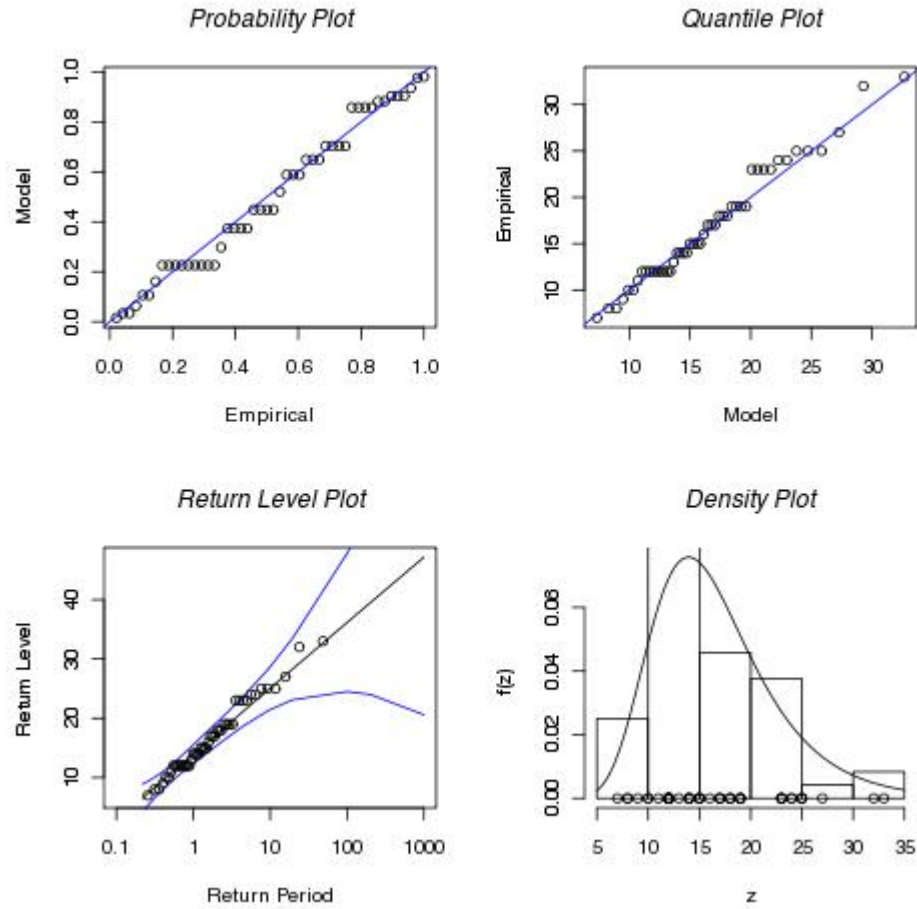 Probability Plot
Model
0.0 0.2 0.4 0.6 0.8 1.0
0.0 0.2 0.4 0.6 0.8 1.0
Empirical
Quantile Plot
Empirical
10 15 20 25 30
10 15 20 25 30
Model
Return Level Plot
Return Level
10 20 30 40
0.1 1 10 100 1000
Return Period
Density Plot
f(z)
0.00 0.02 0.04 0.06
5 10 15 20 25 30 35
z